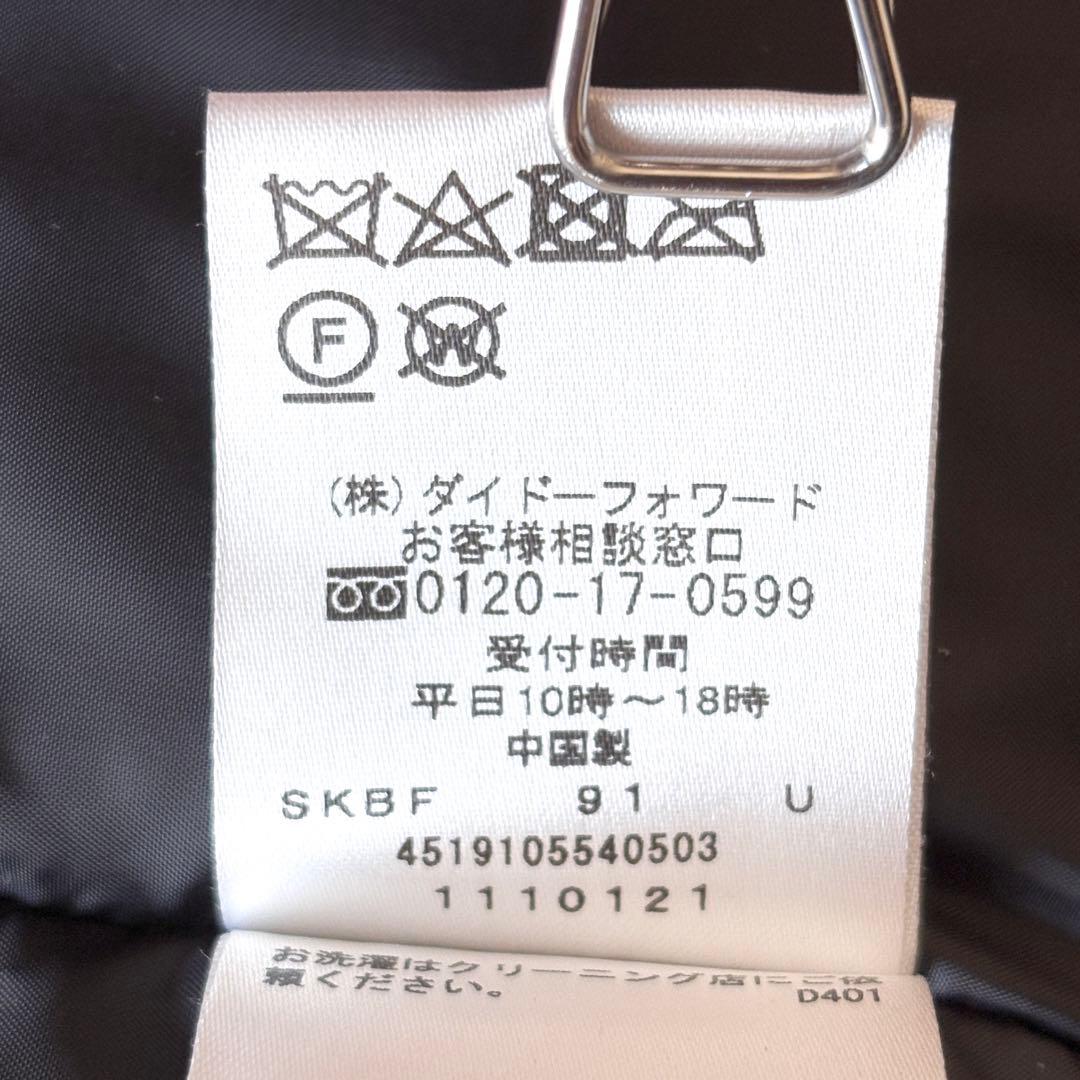 F W
(株)ダイドーフォワード
お客様相談窓口
0120-17-0599
受付時間
平日10時～18時
中国製
SKBF 91 U
4519105540503
1110121
お洗濯はクリーニング店にご依
頼ください。
D401